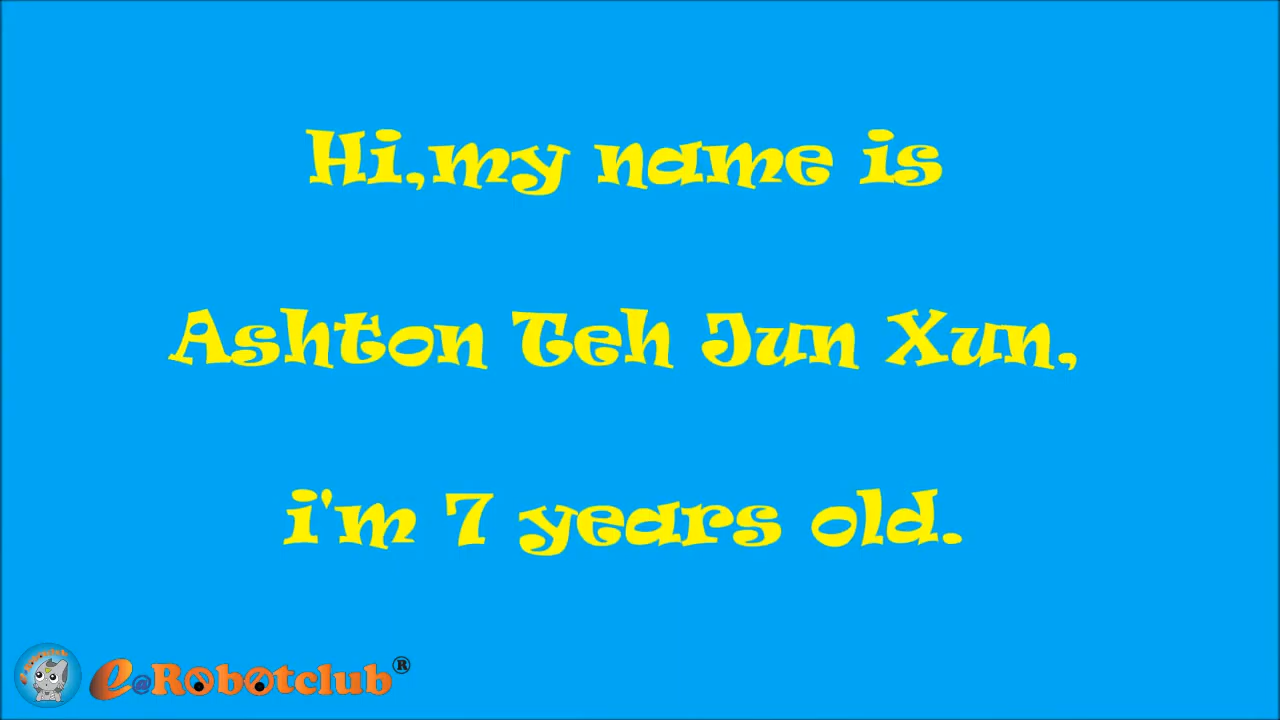 Hi,my name is
Ashton Teh Jun Xun,
i'm 7 years old.
e@Robotclub®